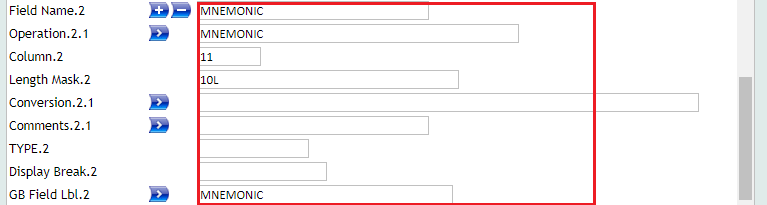 Field Name.2 MNEMONIC
Operation.2.1 MNEMONIC
Column.2 11
Length Mask.2 10L
Conversion.2.1
Comments.2.1
TYPE.2
Display Break.2
GB Field Lbl.2 MNEMONIC